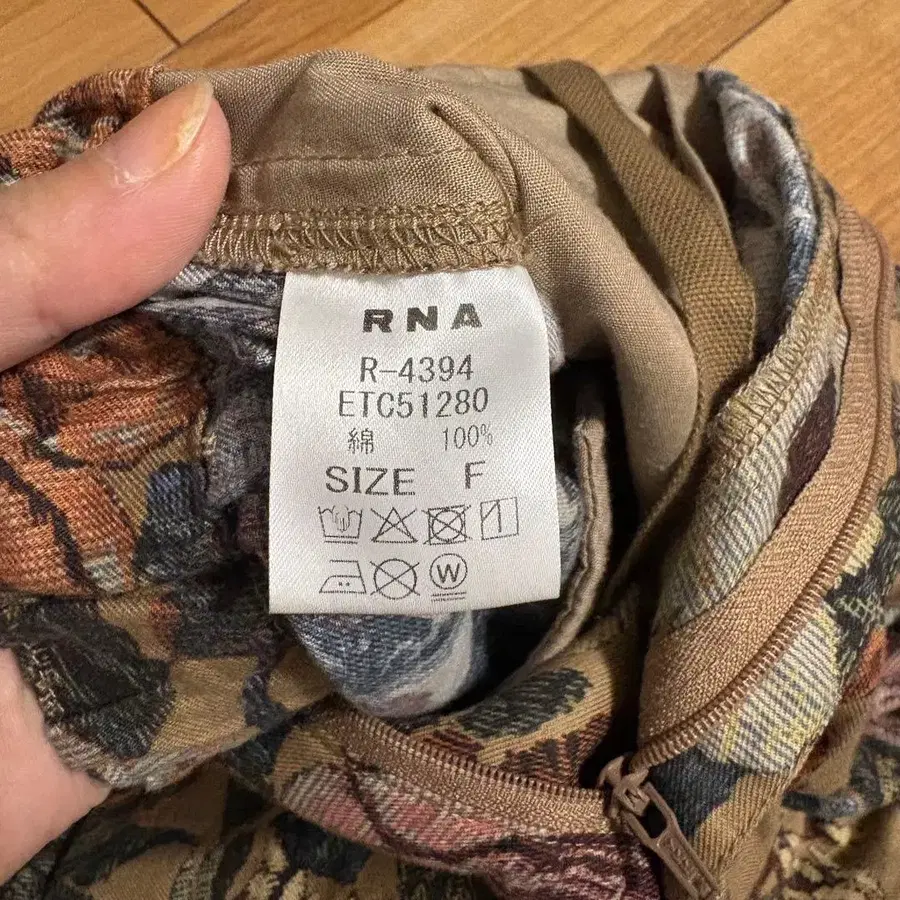 RNA
R-4394
ETC51280
綿 100%
SIZE F
W